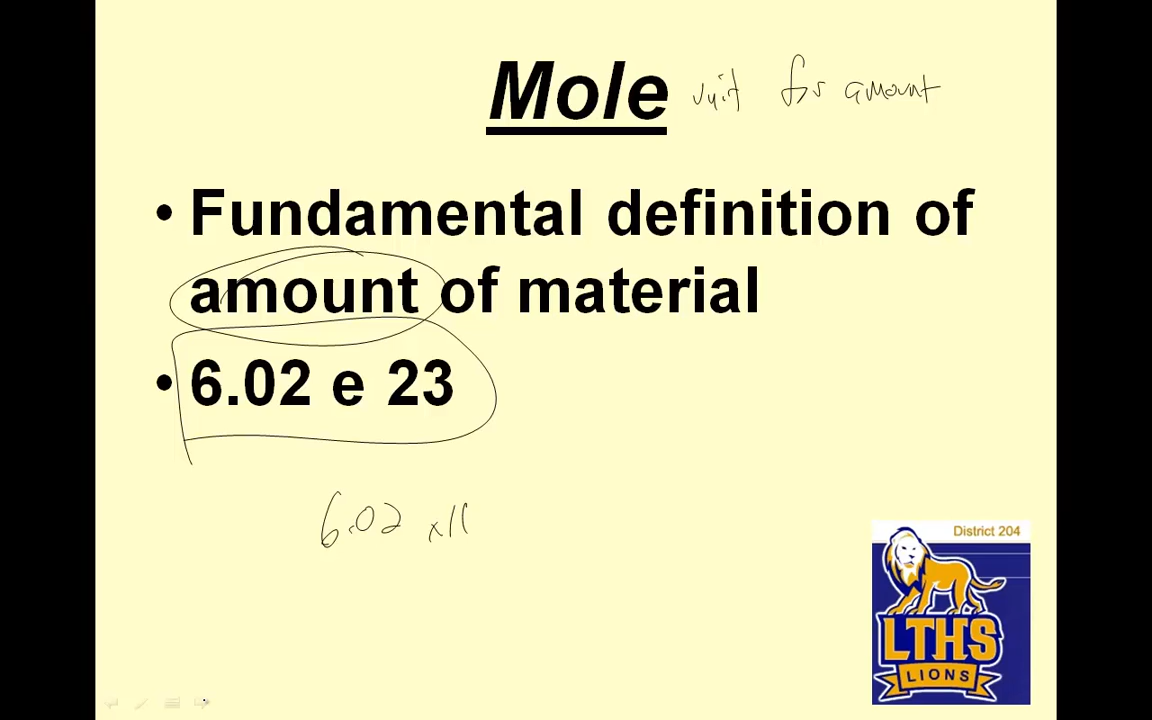 Mole unit for amount
• Fundamental definition of
amount of material
• 6.02 e 23
6.02 x1
District 204
LTHS
LIONS